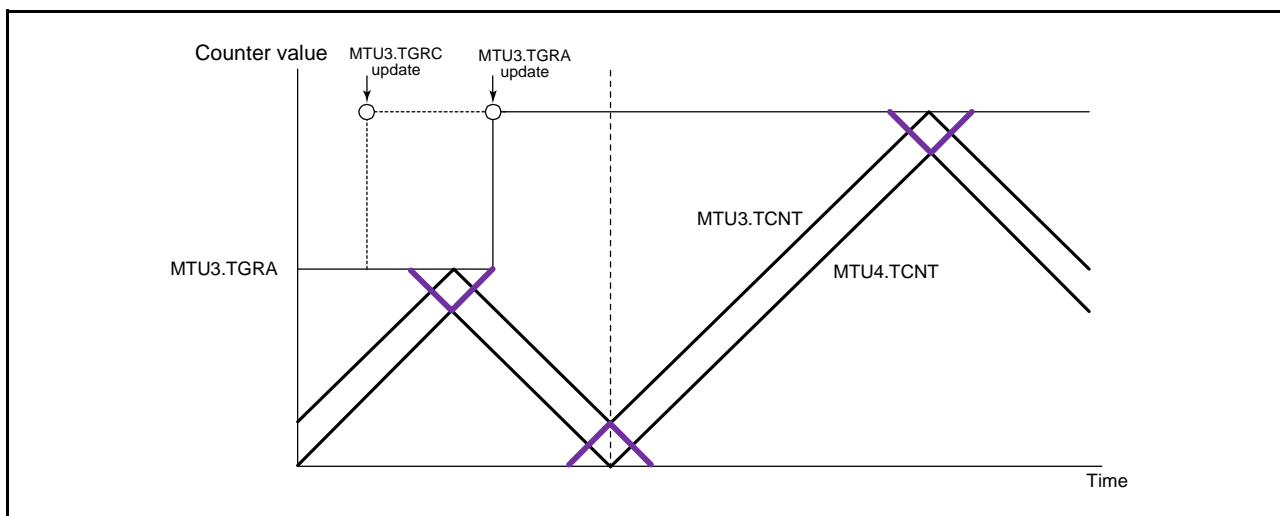 Counter value
MTU3.TGRC
update
MTU3.TGRA
update
MTU3.TCNT
MTU3.TGRA
MTU4.TCNT
Time